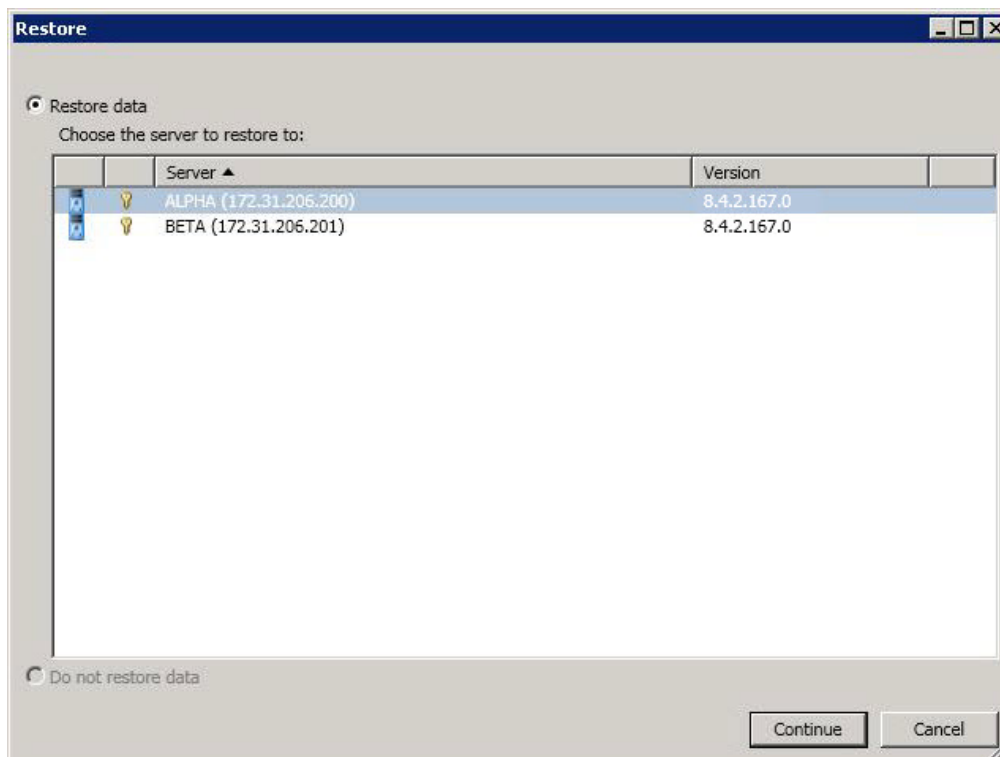 Restore
Restore data
Choose the server to restore to:
Server Version
ALPHA (172.31.206.200) 8.4.2.167.0
BETA (172.31.206.201) 8.4.2.167.0
Do not restore data
Continue Cancel